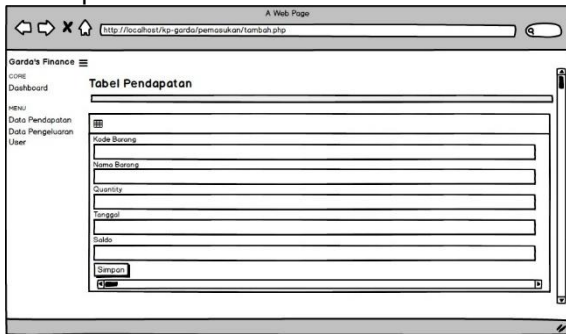 A Web Page
http://localhost/kp-garda/pemasukan/tambah.php
Garda's Finance
CORE
Dashboard
MENU
Data Pendapatan
Data Pengeluaran
User
Tabel Pendapatan
Kode Barang
Nama Barang
Quantity
Tanggal
Saldo
Simpan